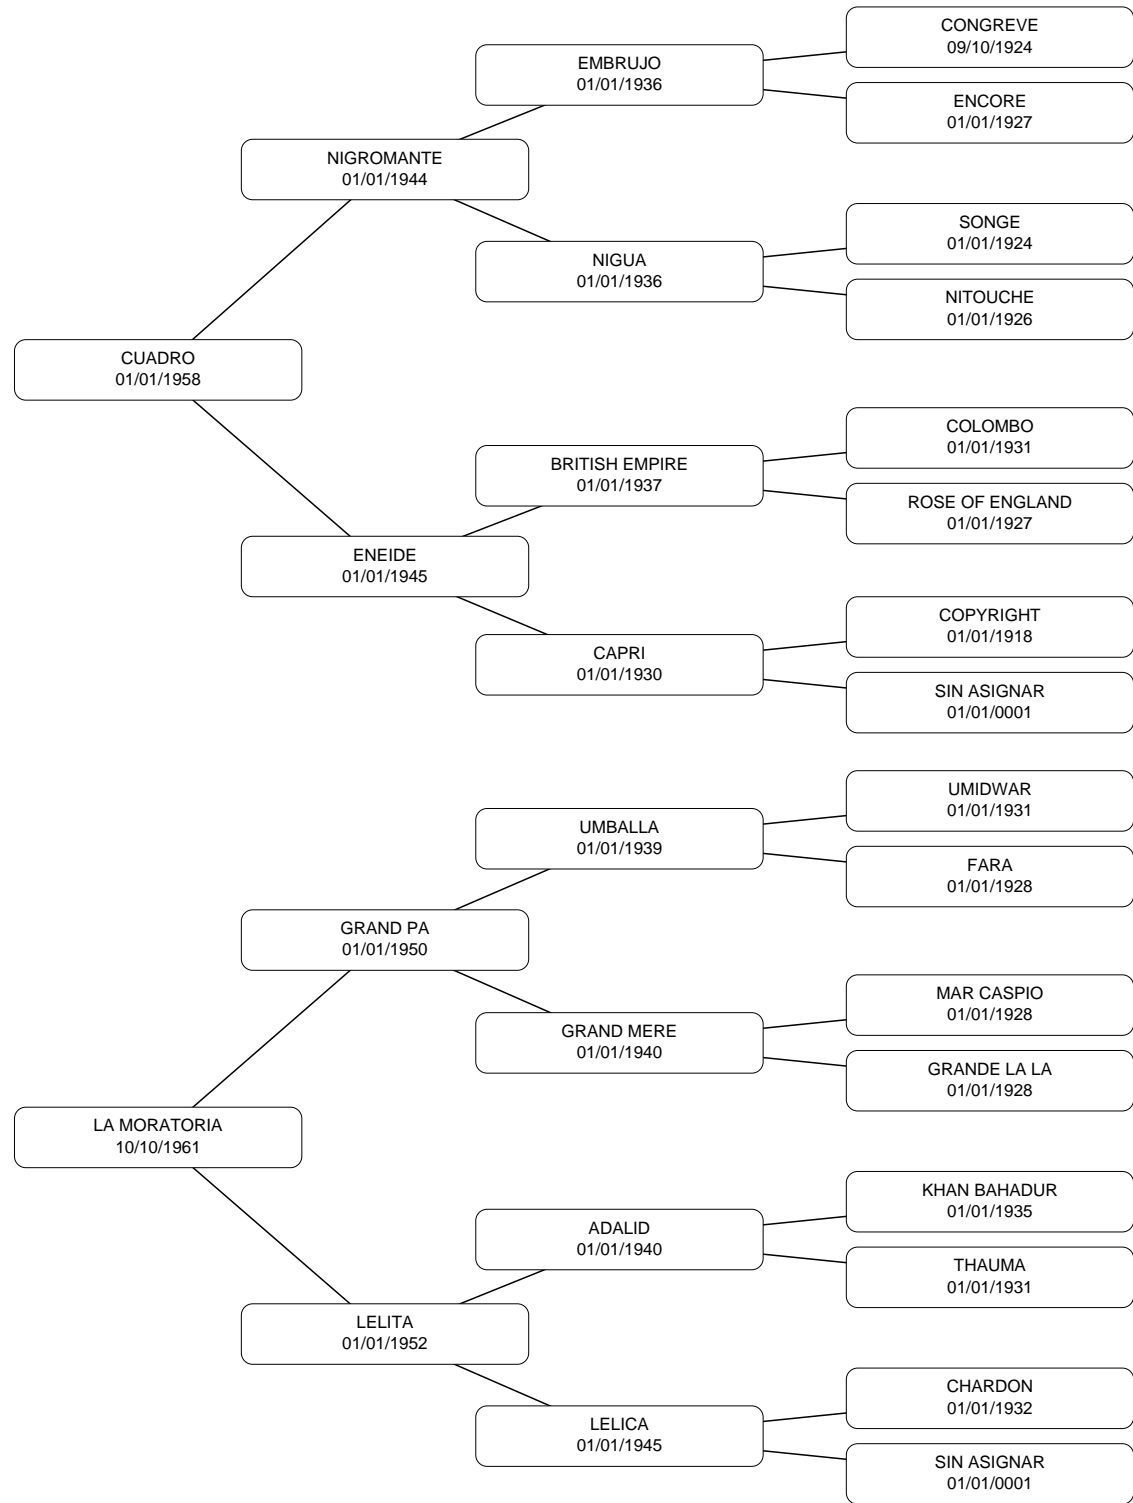 CONGREVE
09/10/1924
EMBRUJO
01/01/1936
ENCORE
01/01/1927
NIGROMANTE
01/01/1944
SONGE
01/01/1924
NIGUA
01/01/1936
NITOUCHE
01/01/1926
CUADRO
01/01/1958
COLOMBO
01/01/1931
BRITISH EMPIRE
01/01/1937
ROSE OF ENGLAND
01/01/1927
ENEIDE
01/01/1945
COPYRIGHT
01/01/1918
CAPRI
01/01/1930
SIN ASIGNAR
01/01/0001
UMIDWAR
01/01/1931
UMBALLA
01/01/1939
FARA
01/01/1928
GRAND PA
01/01/1950
MAR CASPIO
01/01/1928
GRAND MERE
01/01/1940
GRANDE LA LA
01/01/1928
LA MORATORIA
10/10/1961
KHAN BAHADUR
01/01/1935
ADALID
01/01/1940
THAUMA
01/01/1931
LELITA
01/01/1952
CHARDON
01/01/1932
LELICA
01/01/1945
SIN ASIGNAR
01/01/0001